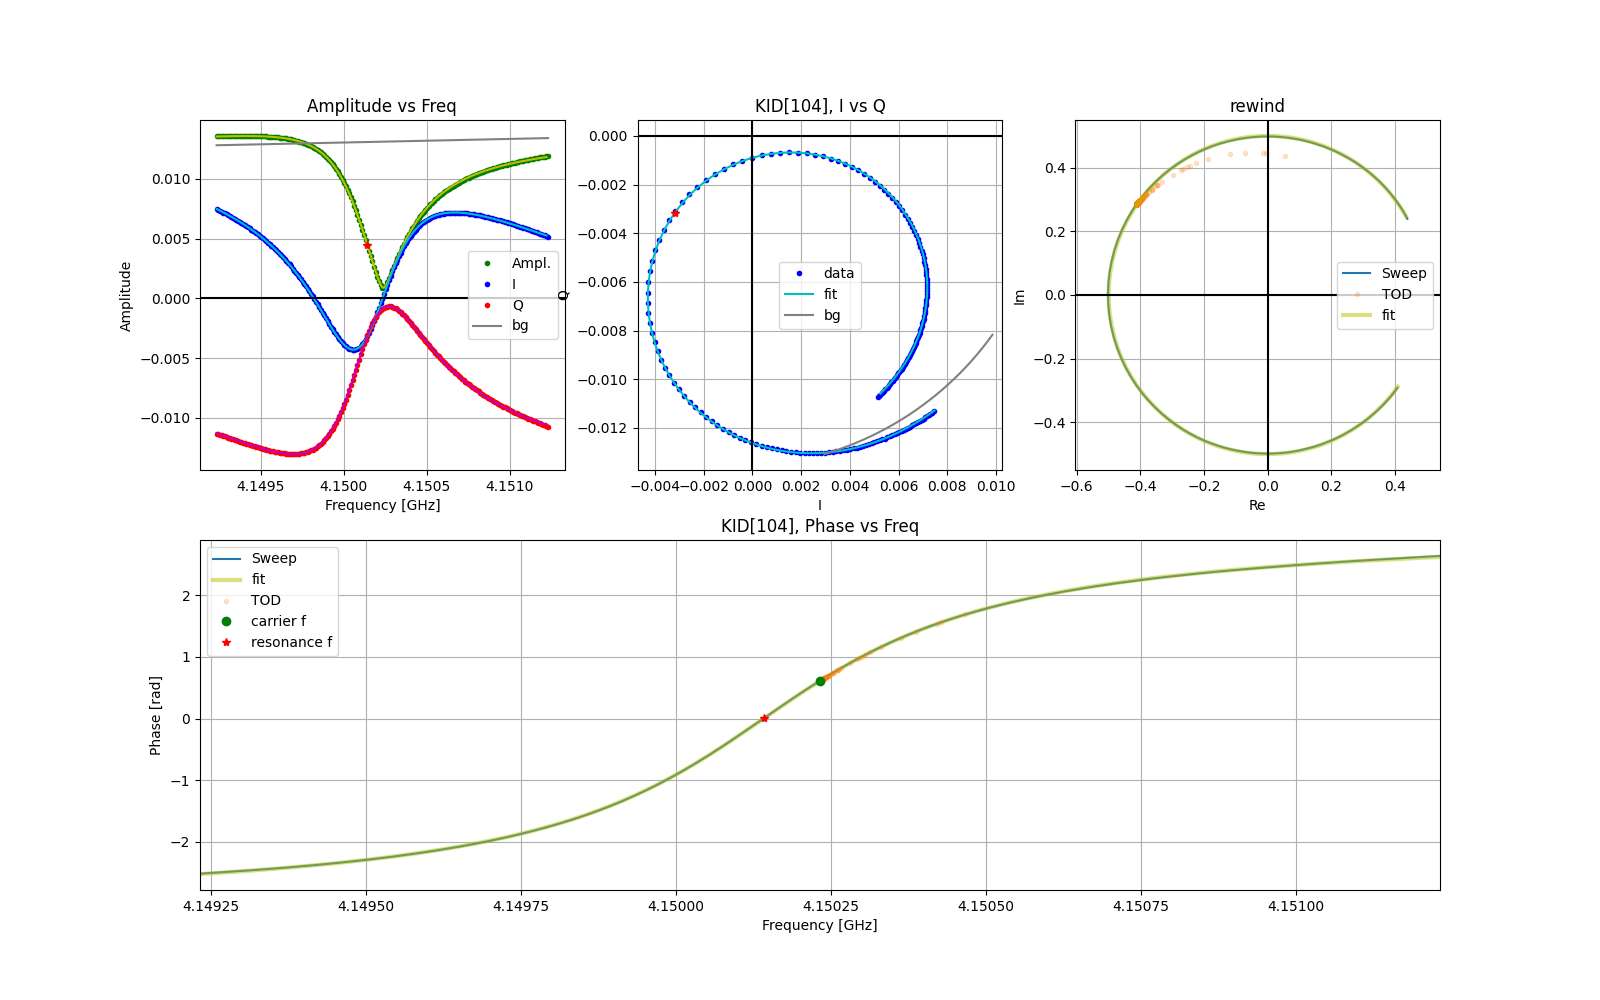 Amplitude vs Freq
Amplitude
0.010
0.005
0.000
−0.005
−0.010
4.1495 4.1500 4.1505 4.1510
Frequency [GHz]
Ampl.
I
Q
bg
KID[104], I vs Q
Q
0.000
−0.002
−0.004
−0.006
−0.008
−0.010
−0.012
−0.004 −0.002 0.000 0.002 0.004 0.006 0.008 0.010
I
data
fit
bg
rewind
Im
0.4
0.2
0.0
−0.2
−0.4
−0.6 −0.4 −0.2 0.0 0.2 0.4
Re
Sweep
TOD
fit
KID[104], Phase vs Freq
Phase [rad]
2
1
0
−1
−2
4.14925 4.14950 4.14975 4.15000 4.15025 4.15050 4.15075 4.15100
Frequency [GHz]
Sweep
fit
TOD
carrier f
resonance f